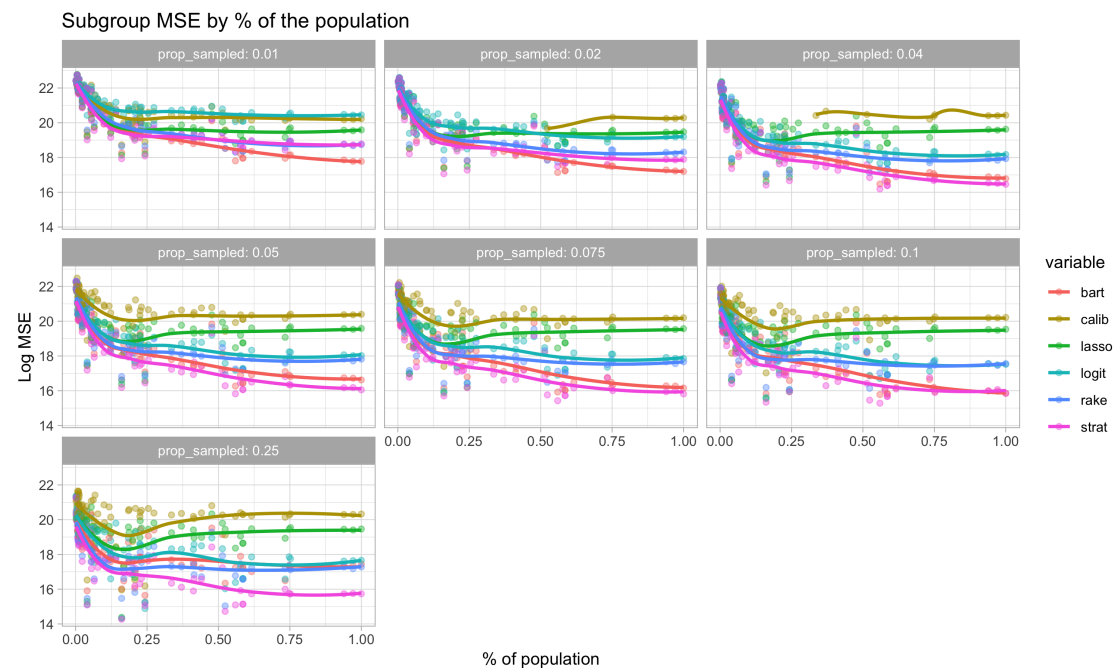 Subgroup MSE by % of the population
prop_sampled: 0.01
prop_sampled: 0.02
prop_sampled: 0.04
22
20
18
16
14
prop_sampled: 0.05
prop_sampled: 0.075
prop_sampled: 0.1
22
20
18
16
14
0.00 0.25 0.50 0.75 1.00
0.00 0.25 0.50 0.75 1.00
prop_sampled: 0.25
22
20
18
16
14
0.00 0.25 0.50 0.75 1.00
Log MSE
% of population
variable
bart
calib
lasso
logit
rake
strat